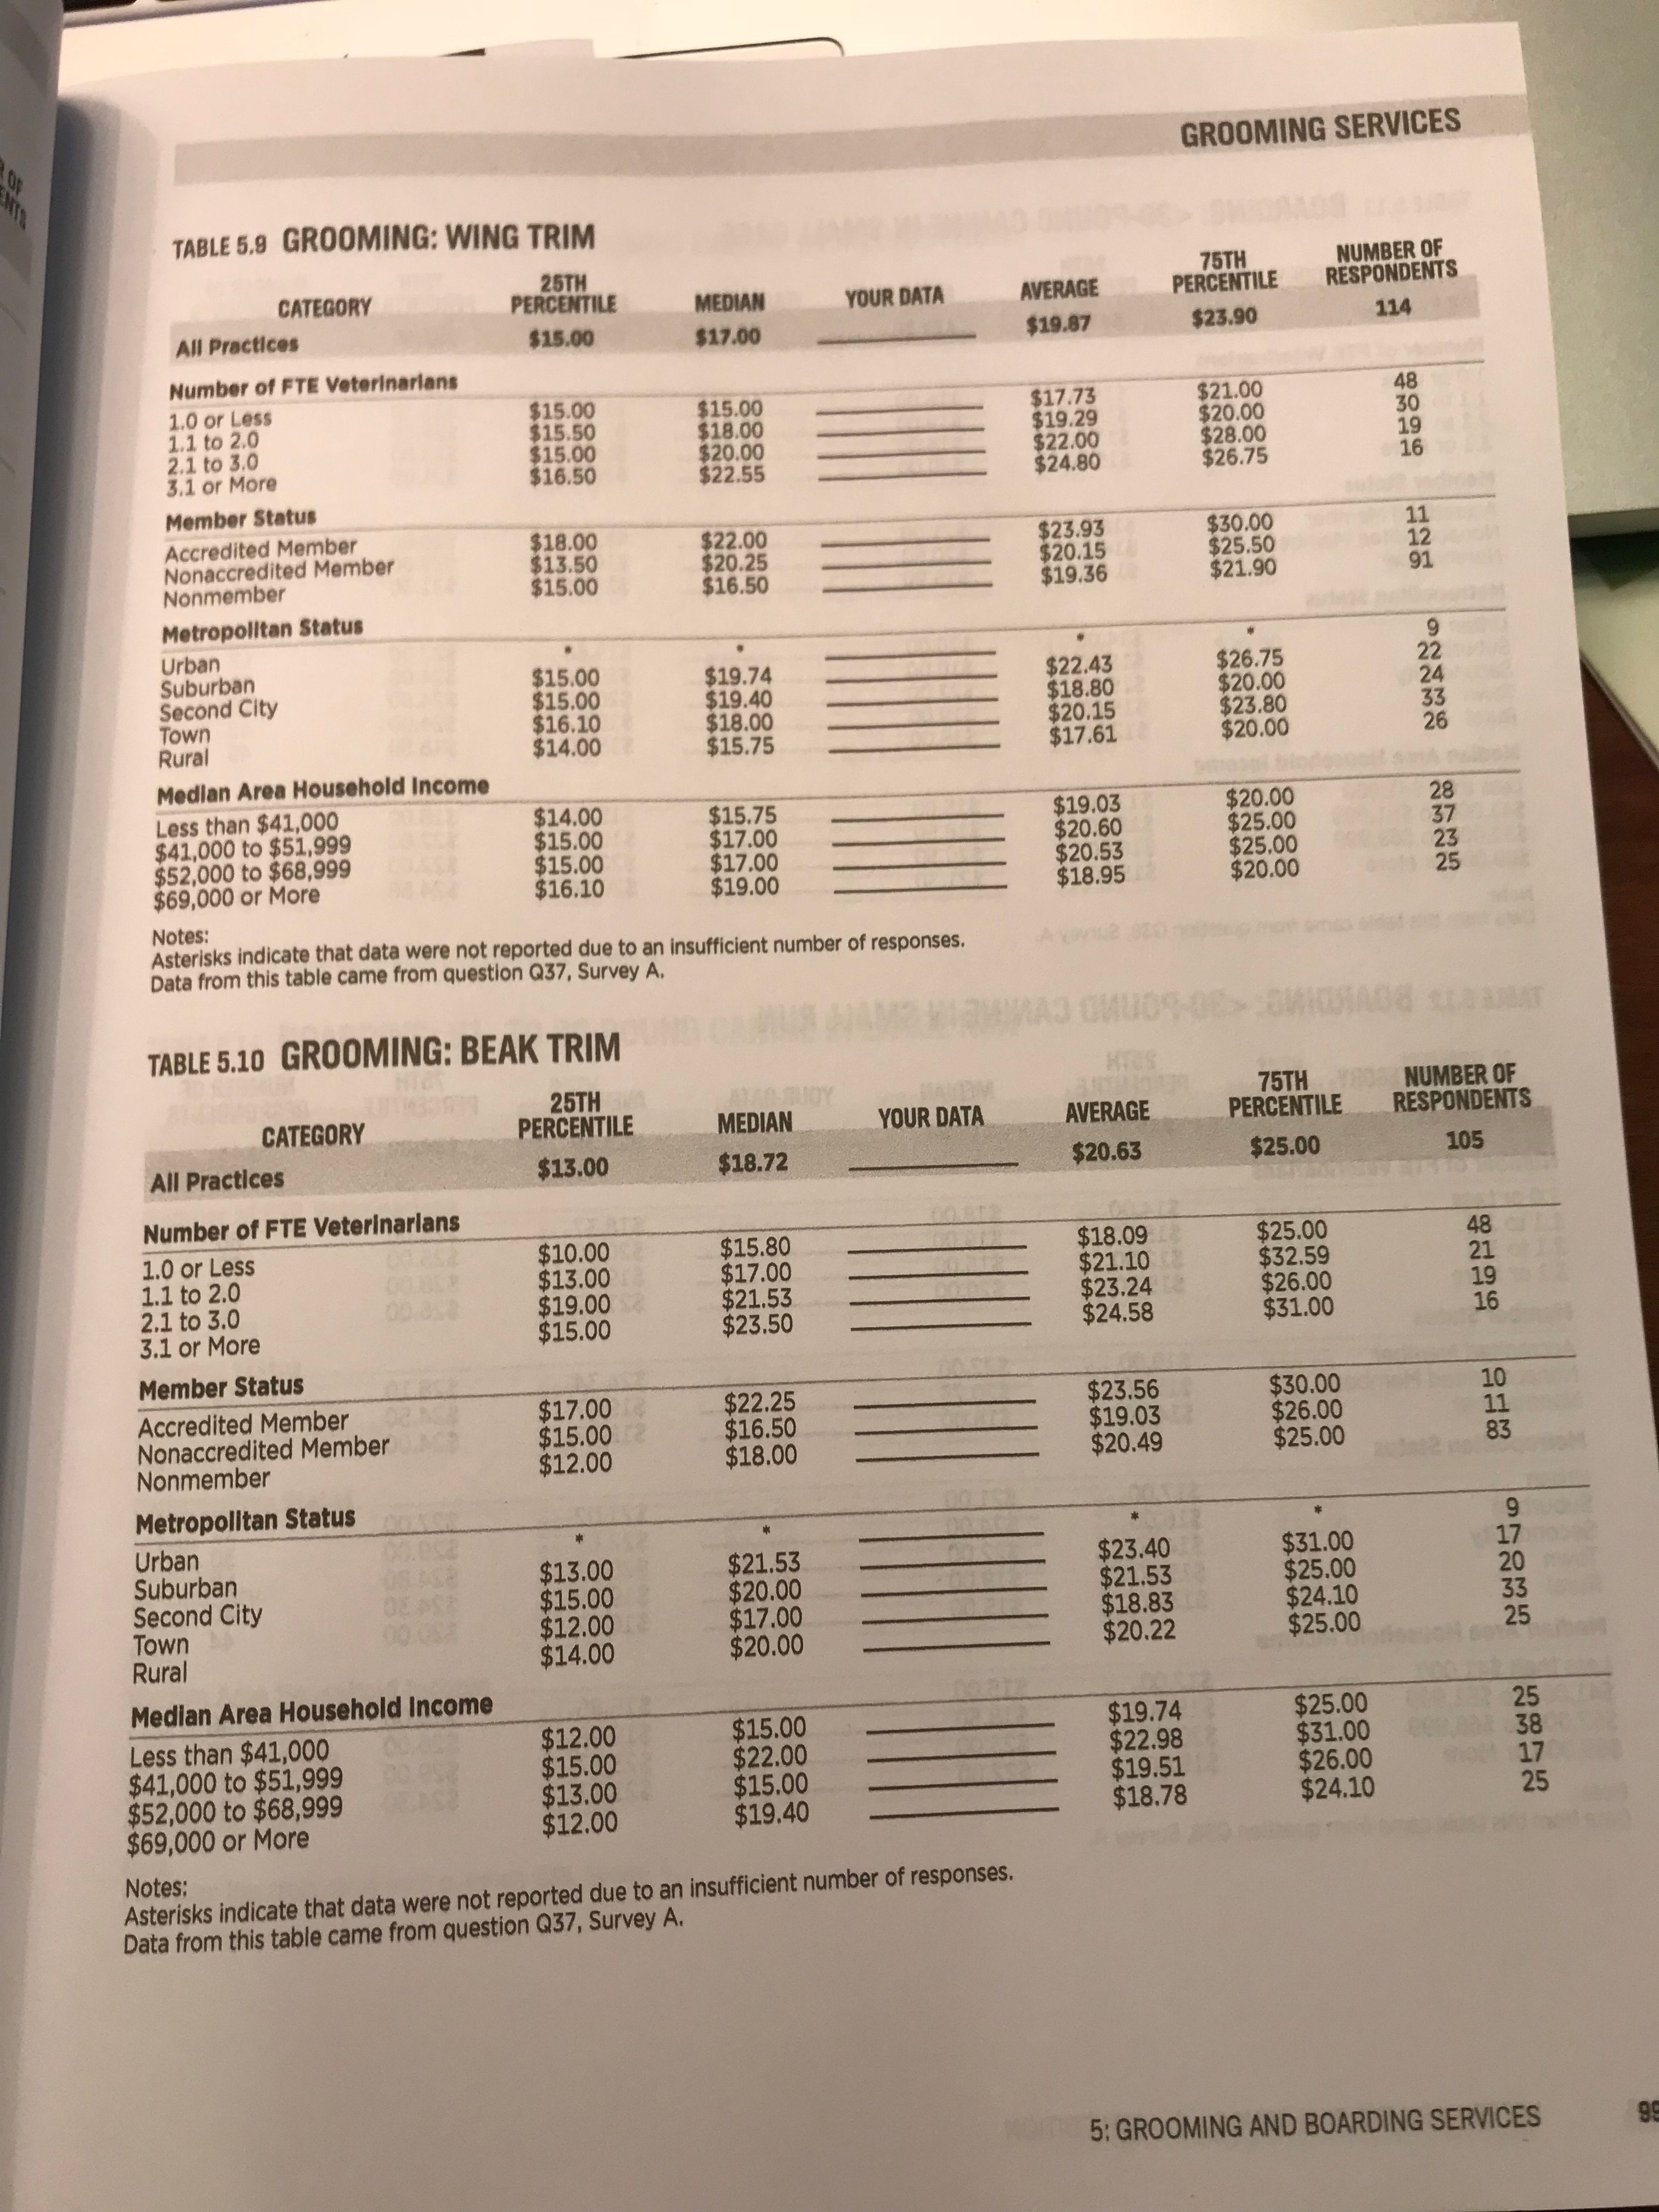 GROOMING SERVICES
TABLE 5.9 GROOMING: WING TRIM
CATEGORY 25TH PERCENTILE MEDIAN YOUR DATA AVERAGE 75TH PERCENTILE NUMBER OF RESPONDENTS
All Practices $15.00 $17.00 $19.87 $23.90 114
Number of FTE Veterinarians
1.0 or Less $15.00 $15.00 $17.73 $21.00 48
1.1 to 2.0 $15.50 $18.00 $19.29 $20.00 30
2.1 to 3.0 $15.00 $20.00 $22.00 $28.00 19
3.1 or More $16.50 $22.55 $24.80 $26.75 16
Member Status
Accredited Member $18.00 $22.00 $23.93 $30.00 11
Nonaccredited Member $13.50 $20.25 $20.15 $25.50 12
Nonmember $15.00 $16.50 $19.36 $21.90 91
Metropolitan Status
Urban * * * * 9
Suburban $15.00 $19.74 $22.43 $26.75 22
Second City $15.00 $19.40 $18.80 $20.00 24
Town $16.10 $18.00 $20.15 $23.80 33
Rural $14.00 $15.75 $17.61 $20.00 26
Median Area Household Income
Less than $41,000 $14.00 $15.75 $19.03 $20.00 28
$41,000 to $51,999 $15.00 $17.00 $20.60 $25.00 37
$52,000 to $68,999 $15.00 $17.00 $20.53 $25.00 23
$69,000 or More $16.10 $19.00 $18.95 $20.00 25
Notes:
Asterisks indicate that data were not reported due to an insufficient number of responses.
Data from this table came from question Q37, Survey A.
TABLE 5.10 GROOMING: BEAK TRIM
CATEGORY 25TH PERCENTILE MEDIAN YOUR DATA AVERAGE 75TH PERCENTILE NUMBER OF RESPONDENTS
All Practices $13.00 $18.72 $20.63 $25.00 105
Number of FTE Veterinarians
1.0 or Less $10.00 $15.80 $18.09 $25.00 48
1.1 to 2.0 $13.00 $17.00 $21.10 $32.59 21
2.1 to 3.0 $19.00 $21.53 $23.24 $26.00 19
3.1 or More $15.00 $23.50 $24.58 $31.00 16
Member Status
Accredited Member $17.00 $22.25 $23.56 $30.00 10
Nonaccredited Member $15.00 $16.50 $19.03 $26.00 11
Nonmember $12.00 $18.00 $20.49 $25.00 83
Metropolitan Status
Urban * * * * 9
Suburban $13.00 $21.53 $23.40 $31.00 17
Second City $15.00 $20.00 $21.53 $25.00 20
Town $12.00 $17.00 $18.83 $24.10 33
Rural $14.00 $20.00 $20.22 $25.00 25
Median Area Household Income
Less than $41,000 $12.00 $15.00 $19.74 $25.00 25
$41,000 to $51,999 $15.00 $22.00 $22.98 $31.00 38
$52,000 to $68,999 $13.00 $15.00 $19.51 $26.00 17
$69,000 or More $12.00 $19.40 $18.78 $24.10 25
Notes:
Asterisks indicate that data were not reported due to an insufficient number of responses.
Data from this table came from question Q37, Survey A.
5: GROOMING AND BOARDING SERVICES 99